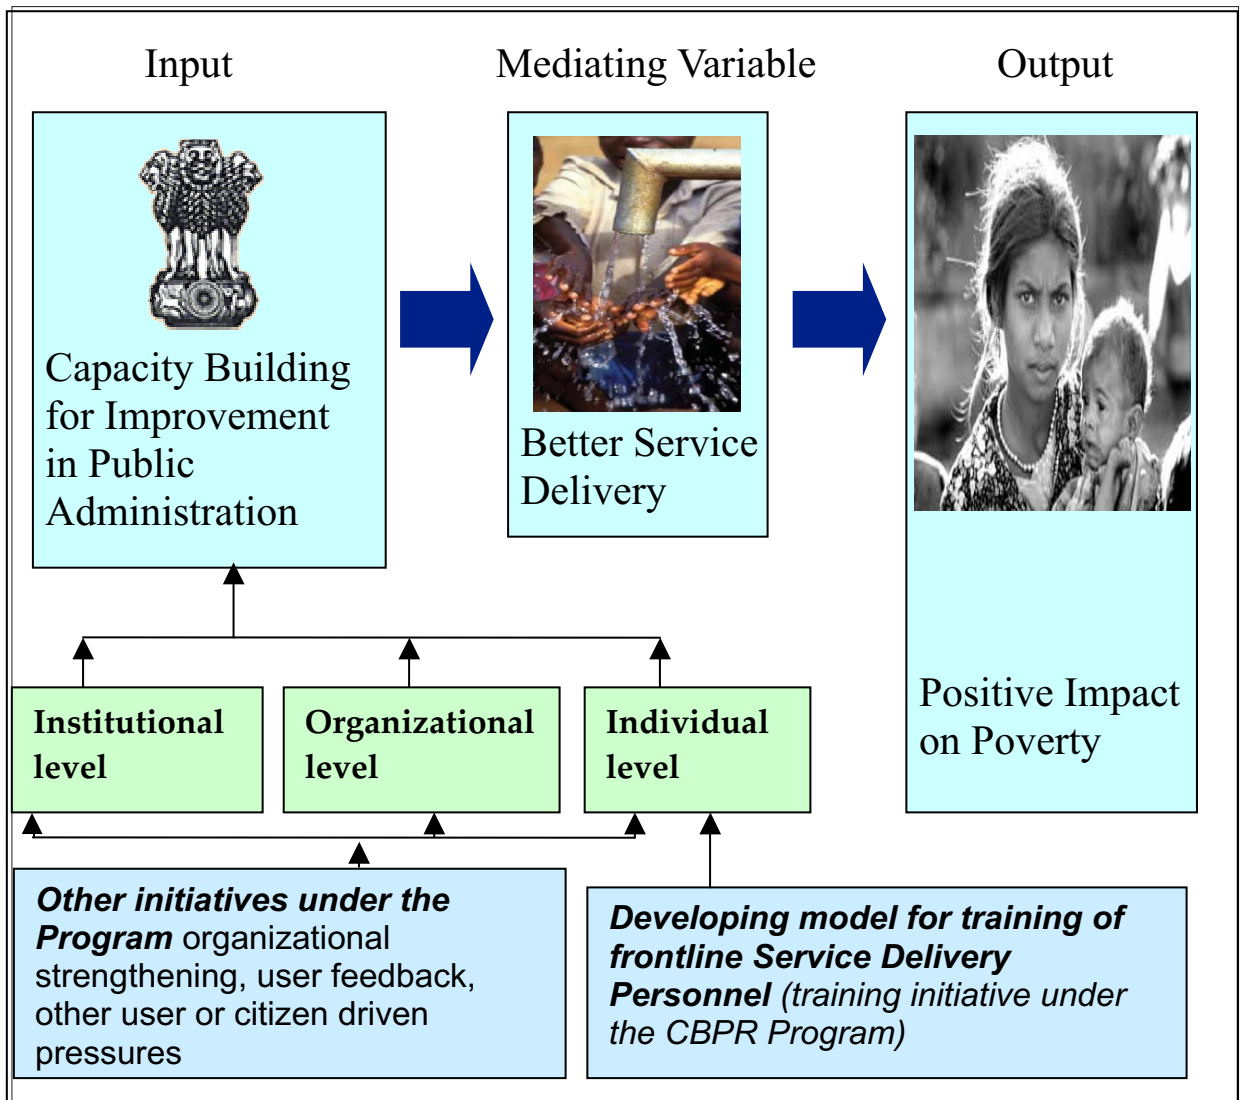 Input
Mediating Variable
Output
Capacity Building
for Improvement
in Public
Administration
Better Service
Delivery
Positive Impact
on Poverty
Institutional
level
Organizational
level
Individual
level
Other initiatives under the
Program organizational
strengthening, user feedback,
other user or citizen driven
pressures
Developing model for training of
frontline Service Delivery
Personnel (training initiative under
the CBPR Program)